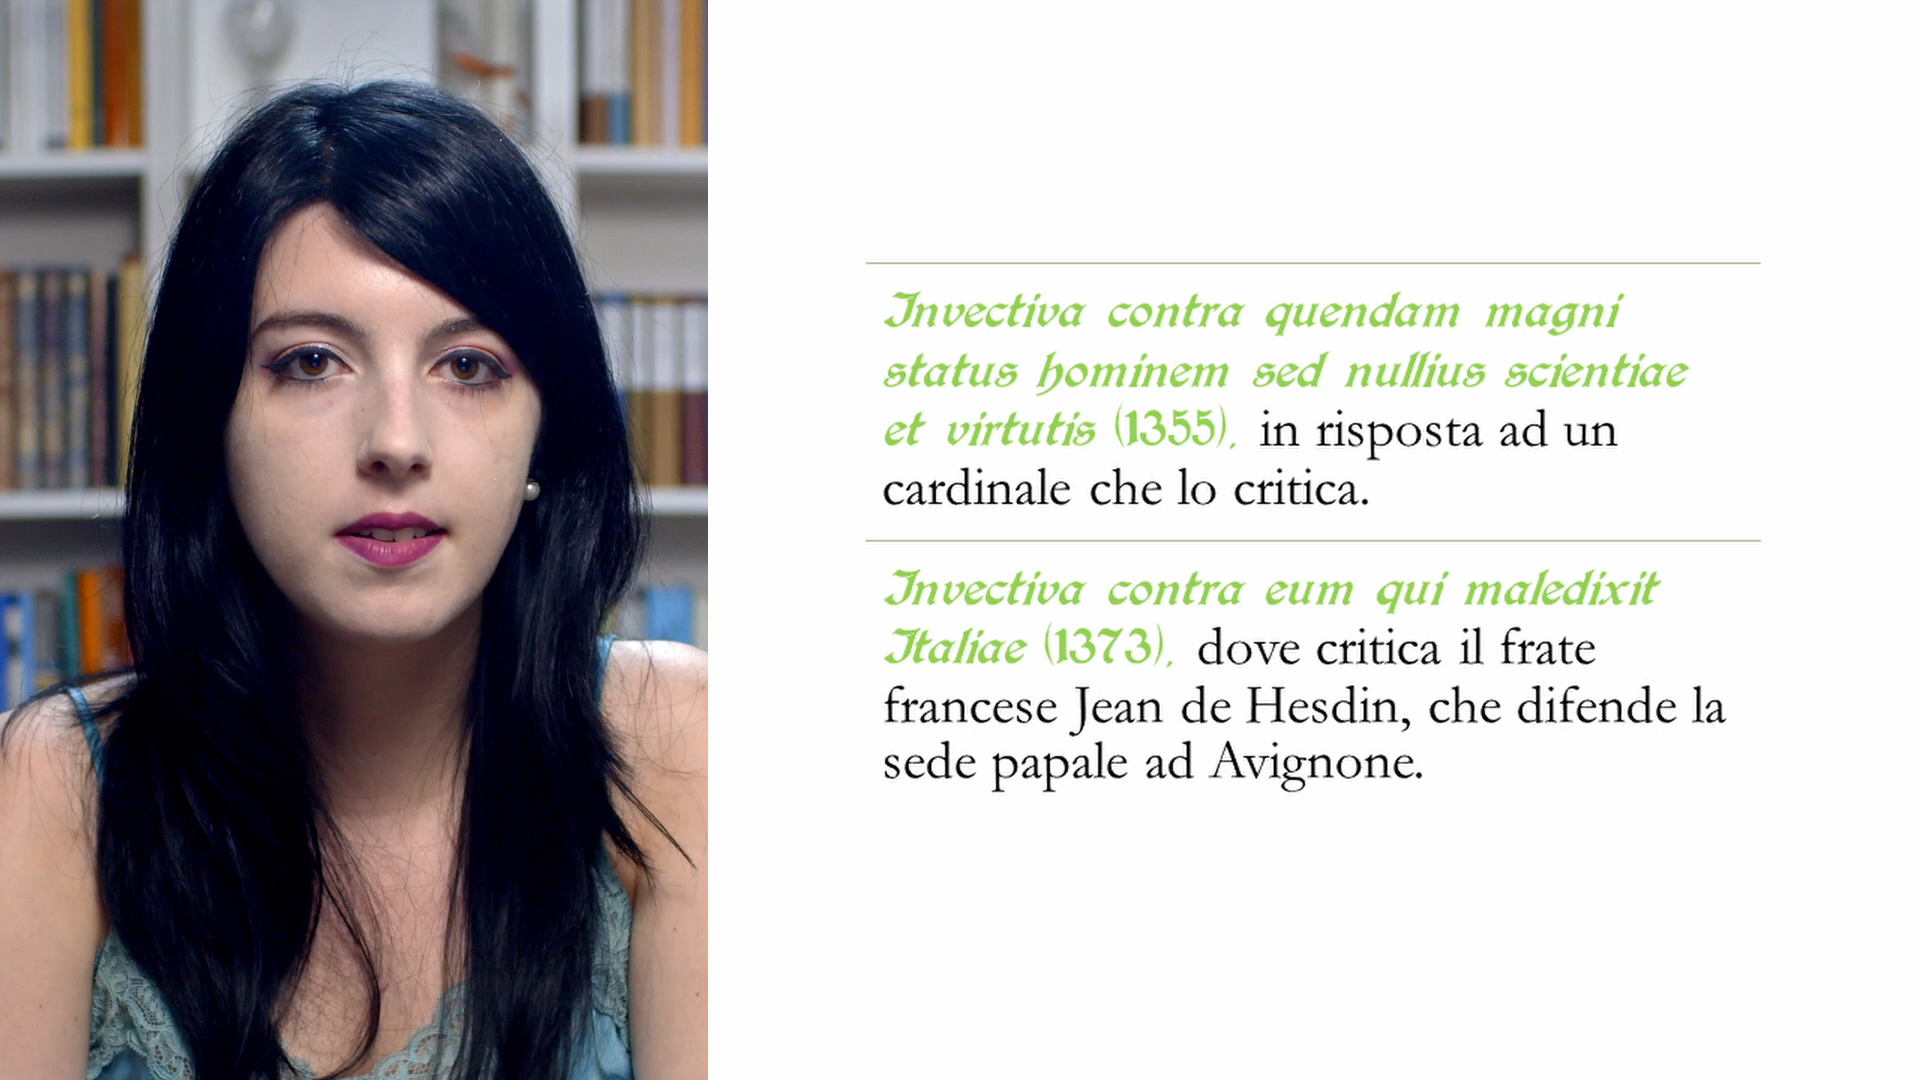 Invectiva contra quendam magni
status hominem sed nullius scientiae
et virtutis (1355), in risposta ad un
cardinale che lo critica.
Invectiva contra eum qui maledixit
Italiae (1373), dove critica il frate
francese Jean de Hesdin, che difende la
sede papale ad Avignone.